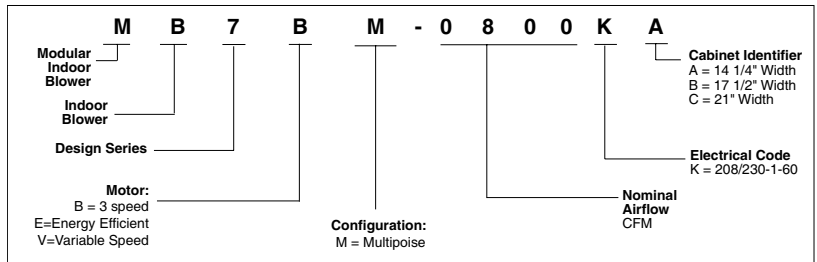 M B 7 B M - 0 8 0 0 K A
Modular
Indoor
Blower
Indoor
Blower
Design Series
Motor:
B = 3 speed
E=Energy Efficient
V=Variable Speed
Configuration:
M = Multipoise
Nominal
Airflow
CFM
Electrical Code
K = 208/230-1-60
Cabinet Identifier
A = 14 1/4" Width
B = 17 1/2" Width
C = 21" Width